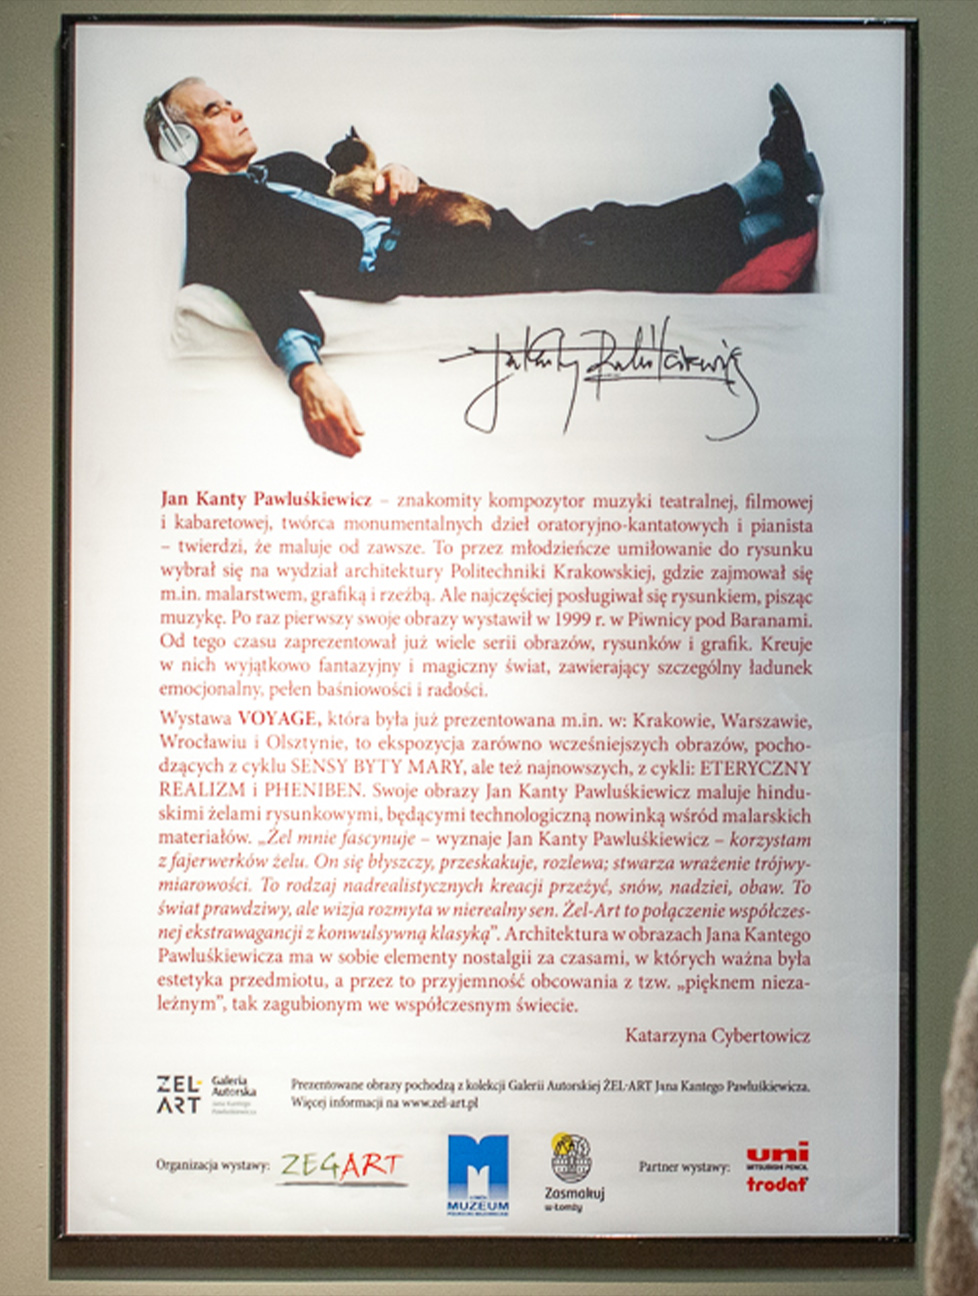 Jan Kanty Pawluśkiewicz – znakomity kompozytor muzyki teatralnej, filmowej
i kabaretowej, twórca monumentalnych dzieł oratoryjno-kantatowych i pianista
– twierdzi, że maluje od zawsze. To przez młodzieńcze umiłowanie do rysunku
wybrał się na wydział architektury Politechniki Krakowskiej, gdzie zajmował się
m.in. malarstwem, grafiką i rzeźbą. Ale najczęściej posługiwał się rysunkiem, pisząc
muzykę. Po raz pierwszy swoje obrazy wystawił w 1999 r. w Piwnicy pod Baranami.
Od tego czasu zaprezentował już wiele serii obrazów, rysunków i grafik. Kreuje
w nich wyjątkowo fantazyjny i magiczny świat, zawierający szczególny ładunek
emocjonalny, pełen baśniowości i radości.
Wystawa VOYAGE, która była już prezentowana m.in. w: Krakowie, Warszawie,
Wrocławiu i Olsztynie, to ekspozycja zarówno wcześniejszych obrazów, pocho-
dzących z cyklu SENSY BYTY MARY, ale też najnowszych, z cykli: ETERYCZNY
REALIZM i PHENIBEN. Swoje obrazy Jan Kanty Pawluśkiewicz maluje hindu-
skimi żelami rysunkowymi, będącymi technologiczną nowinką wśród malarskich
materiałów. „Żel mnie fascynuje – wyznaje Jan Kanty Pawluśkiewicz – korzystam
z fajerwerków żelu. On się błyszczy, przeskakuje, rozlewa; stwarza wrażenie trójwy-
miarowości. To rodzaj nadrealistycznych kreacji przeżyć, snów, nadziei, obaw. To
świat prawdziwy, ale wizja rozmyta w nierealny sen. Żel-Art to połączenie współczes-
nej ekstrawagancji z konwulsywną klasyką”. Architektura w obrazach Jana Kantego
Pawluśkiewicza ma w sobie elementy nostalgii za czasami, w których ważna była
estetyka przedmiotu, a przez to przyjemność obcowania z tzw. „pięknem nieza-
leżnym”, tak zagubionym we współczesnym świecie.
Katarzyna Cybertowicz
ŻEL-
ART
Galeria
Autorska
Jana Kantego
Pawluśkiewicza
Prezentowane obrazy pochodzą z kolekcji Galerii Autorskiej ŻEL-ART Jana Kantego Pawluśkiewicza.
Więcej informacji na www.zel-art.pl
Organizacja wystawy:
ZEGART
M
MUZEUM
Zasmakuj
w Łomży
Partner wystawy:
uni
MITSUBISHI PENCIL
trodat